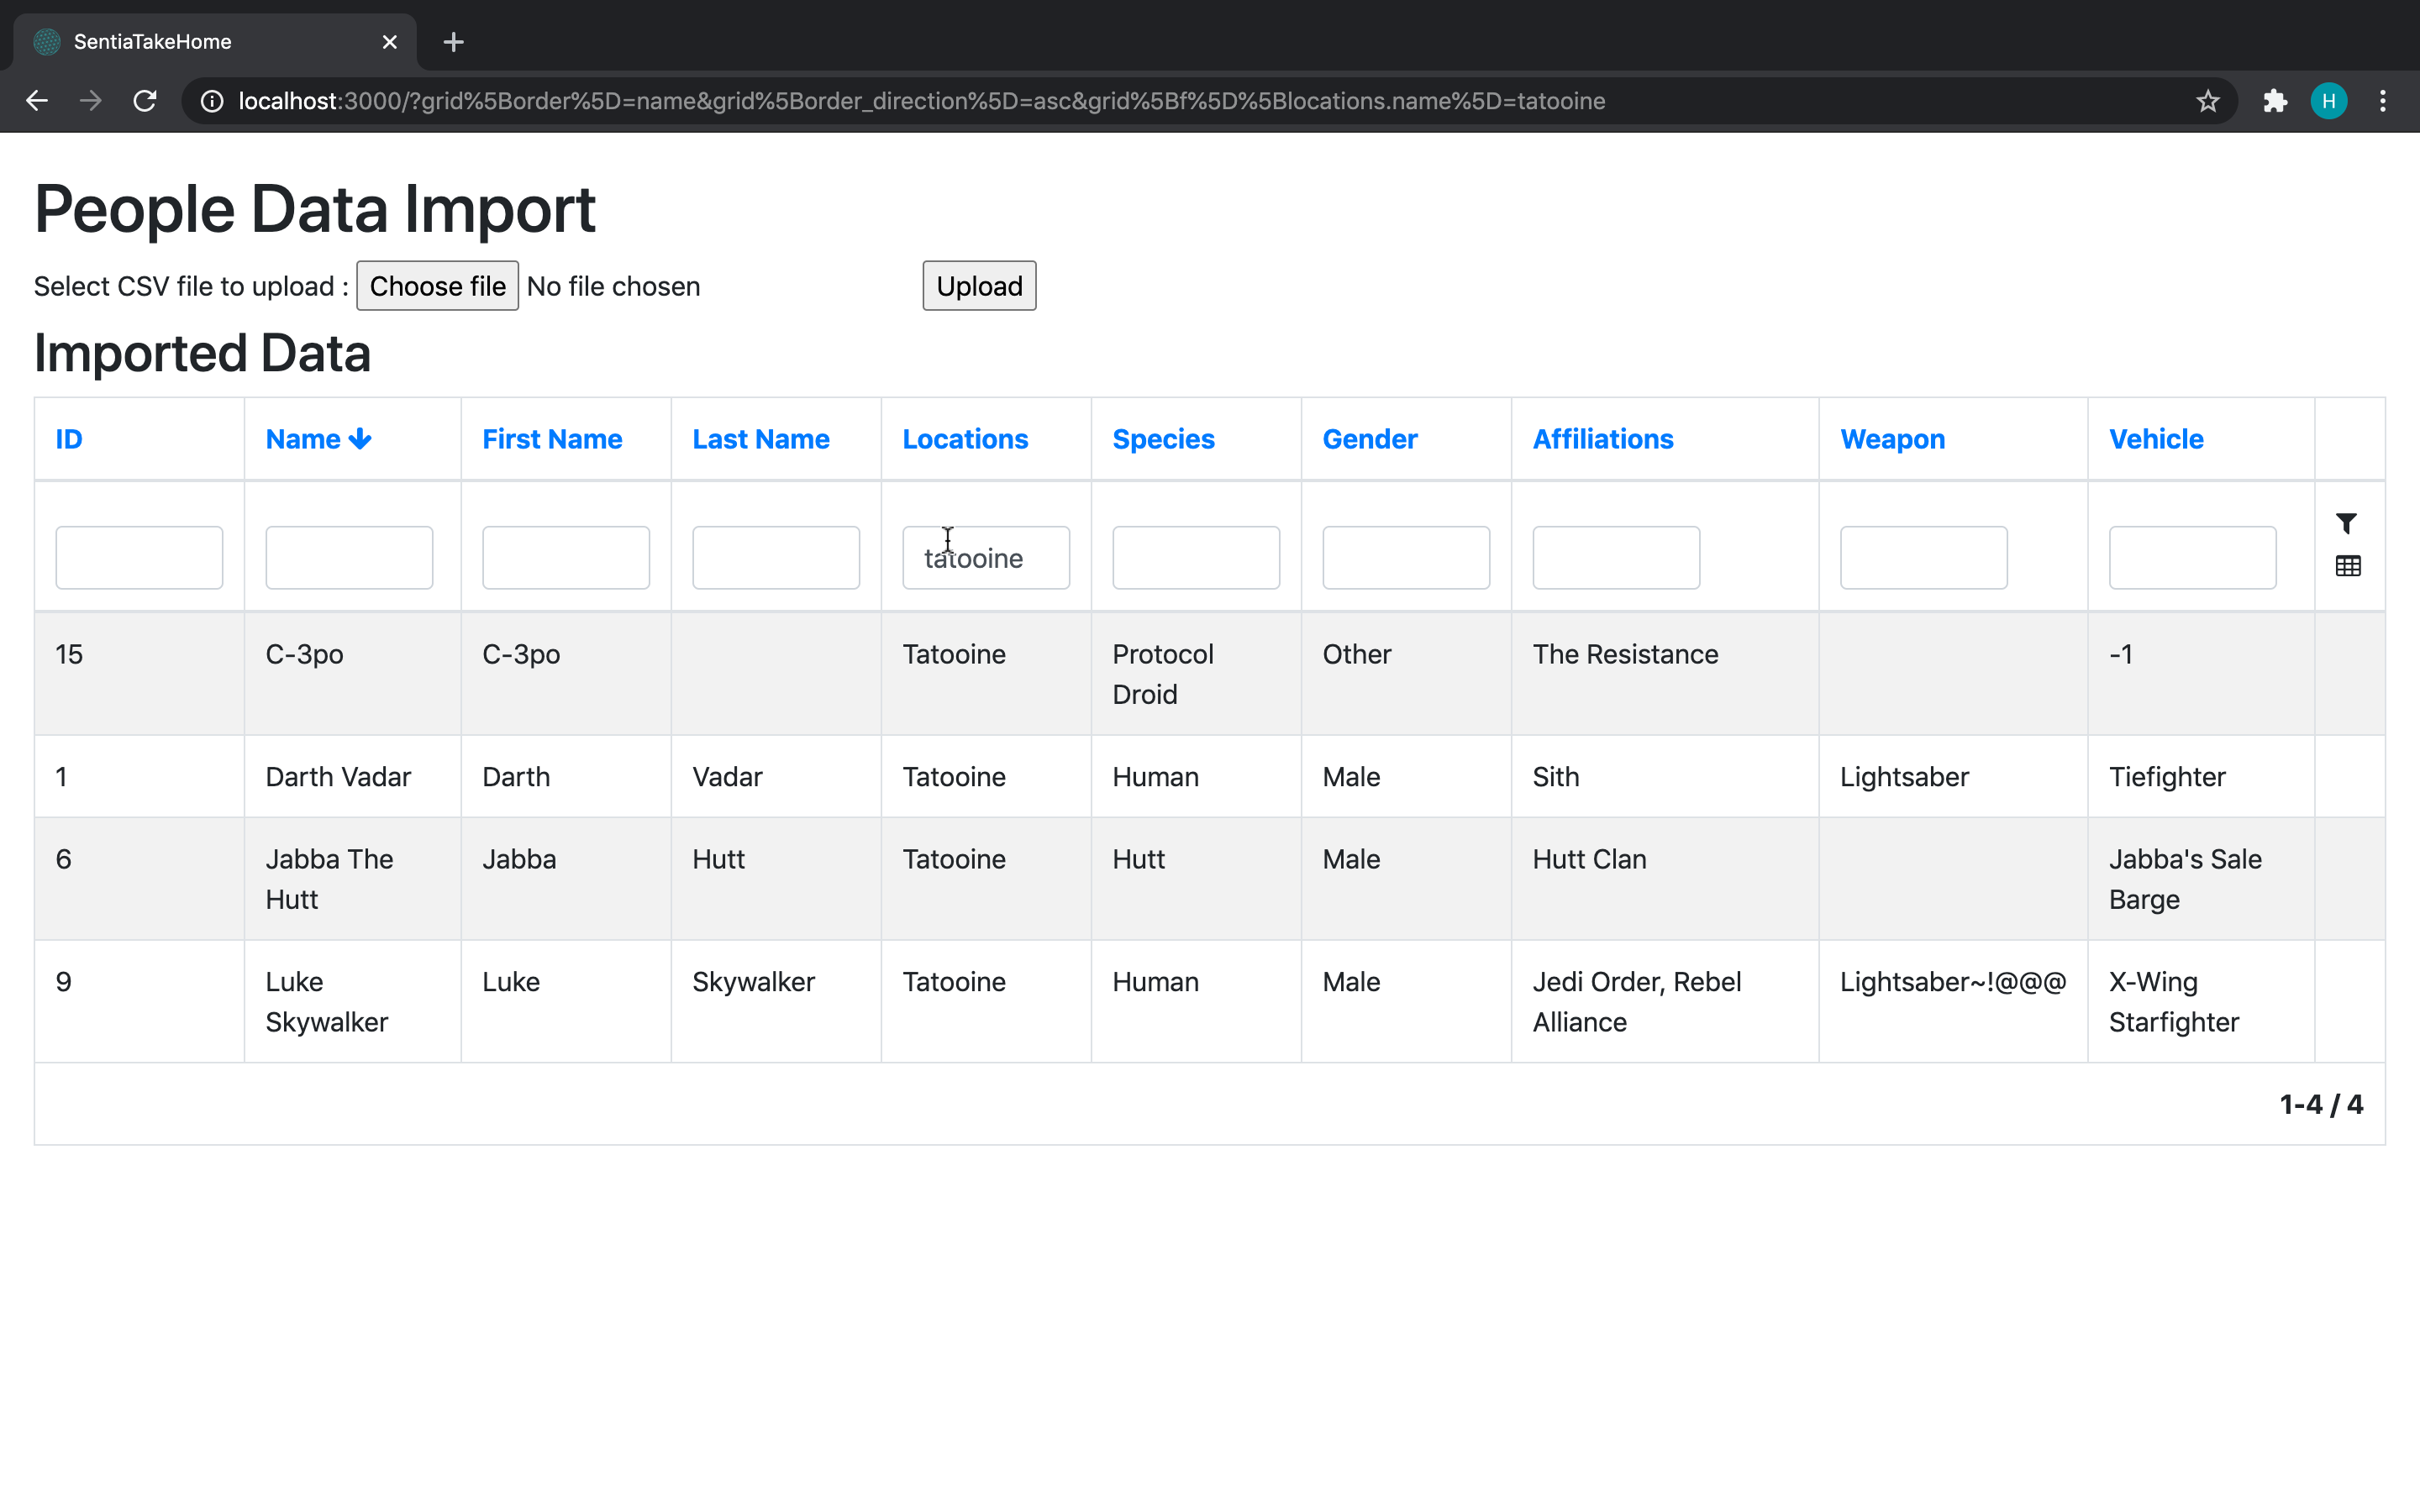 SentiaTakeHome
localhost:3000/?grid%5Border%5D=name&grid%5Border_direction%5D=asc&grid%5Bf%5D%5Blocations.name%5D=tatooine
H
People Data Import
Select CSV file to upload : Choose file No file chosen Upload
Imported Data
ID Name First Name Last Name Locations Species Gender Affiliations Weapon Vehicle
tatooine
15 C-3po C-3po Tatooine Protocol Droid Other The Resistance -1
1 Darth Vadar Darth Vadar Tatooine Human Male Sith Lightsaber Tiefighter
6 Jabba The Hutt Jabba Hutt Tatooine Hutt Male Hutt Clan Jabba's Sale Barge
9 Luke Skywalker Luke Skywalker Tatooine Human Male Jedi Order, Rebel Alliance Lightsaber~!@@@ X-Wing Starfighter
1-4 / 4